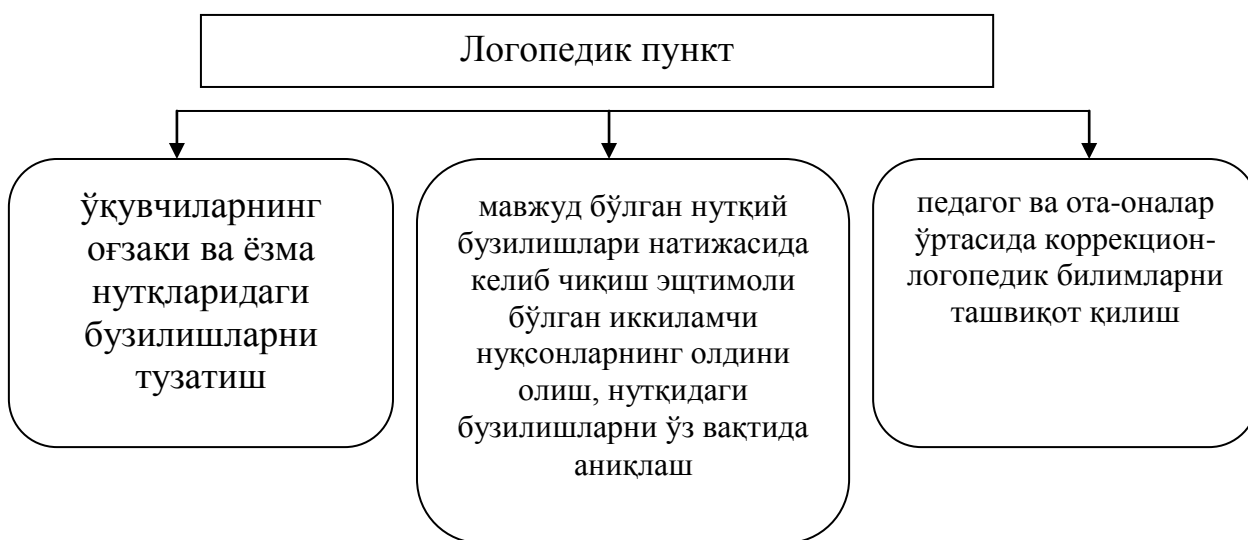 Логопедик пункт
ўқувчиларнинг
оғзаки ва ёзма
нутқларидаги
бузилишларни
тузатиш
мавжуд бўлган нутқий
бузилишлари натижасида
келиб чиқиш эщтимоли
бўлган иккиламчи
нуқсонларнинг олдини
олиш, нутқидаги
бузилишларни ўз вақтида
аниқлаш
педагог ва ота-оналар
ўртасида коррекцион-
логопедик билимларни
ташвиқот қилиш